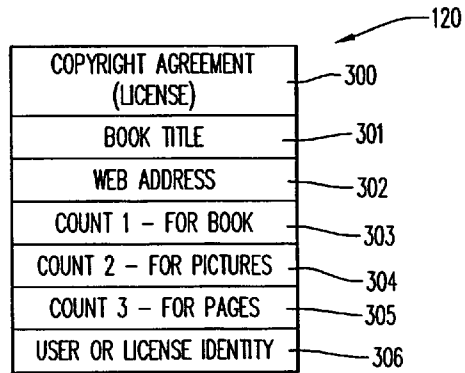 120
COPYRIGHT AGREEMENT
(LICENSE)
300
BOOK TITLE
301
WEB ADDRESS
302
COUNT 1 - FOR BOOK
303
COUNT 2 - FOR PICTURES
304
COUNT 3 - FOR PAGES
305
USER OR LICENSE IDENTITY
306